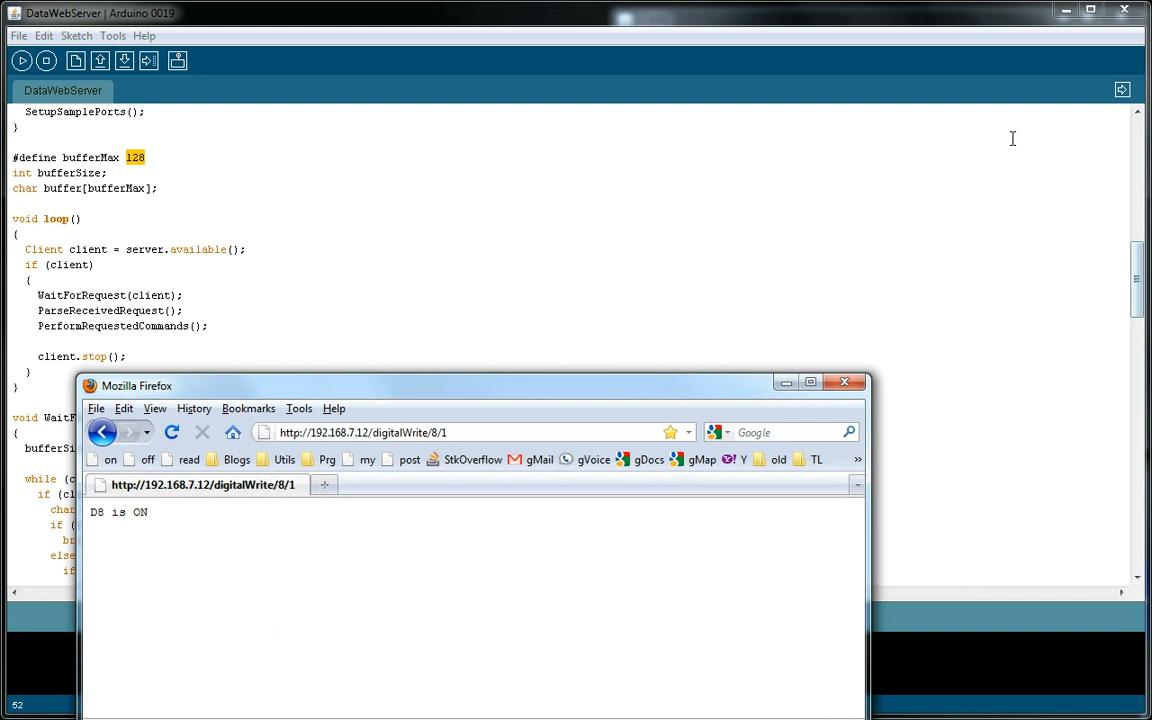 DataWebServer | Arduino 0019
File Edit Sketch Tools Help
DataWebServer
SetupSamplePorts();
}
#define bufferMax 128
int bufferSize;
char buffer[bufferMax];
void loop()
{
Client client = server.available();
if (client)
{
WaitForRequest(client);
ParseReceivedRequest();
PerformRequestedCommands();
client.stop();
}
}
void WaitF
{
bufferSi
while (c
if (cl
char
if (
br
else
if
Mozilla Firefox
File Edit View History Bookmarks Tools Help
http://192.168.7.12/digitalWrite/8/1
Google
on off read Blogs Utils Prg my post StkOverflow gMail gVoice gDocs gMap Y old TL »
http://192.168.7.12/digitalWrite/8/1
D8 is ON
52